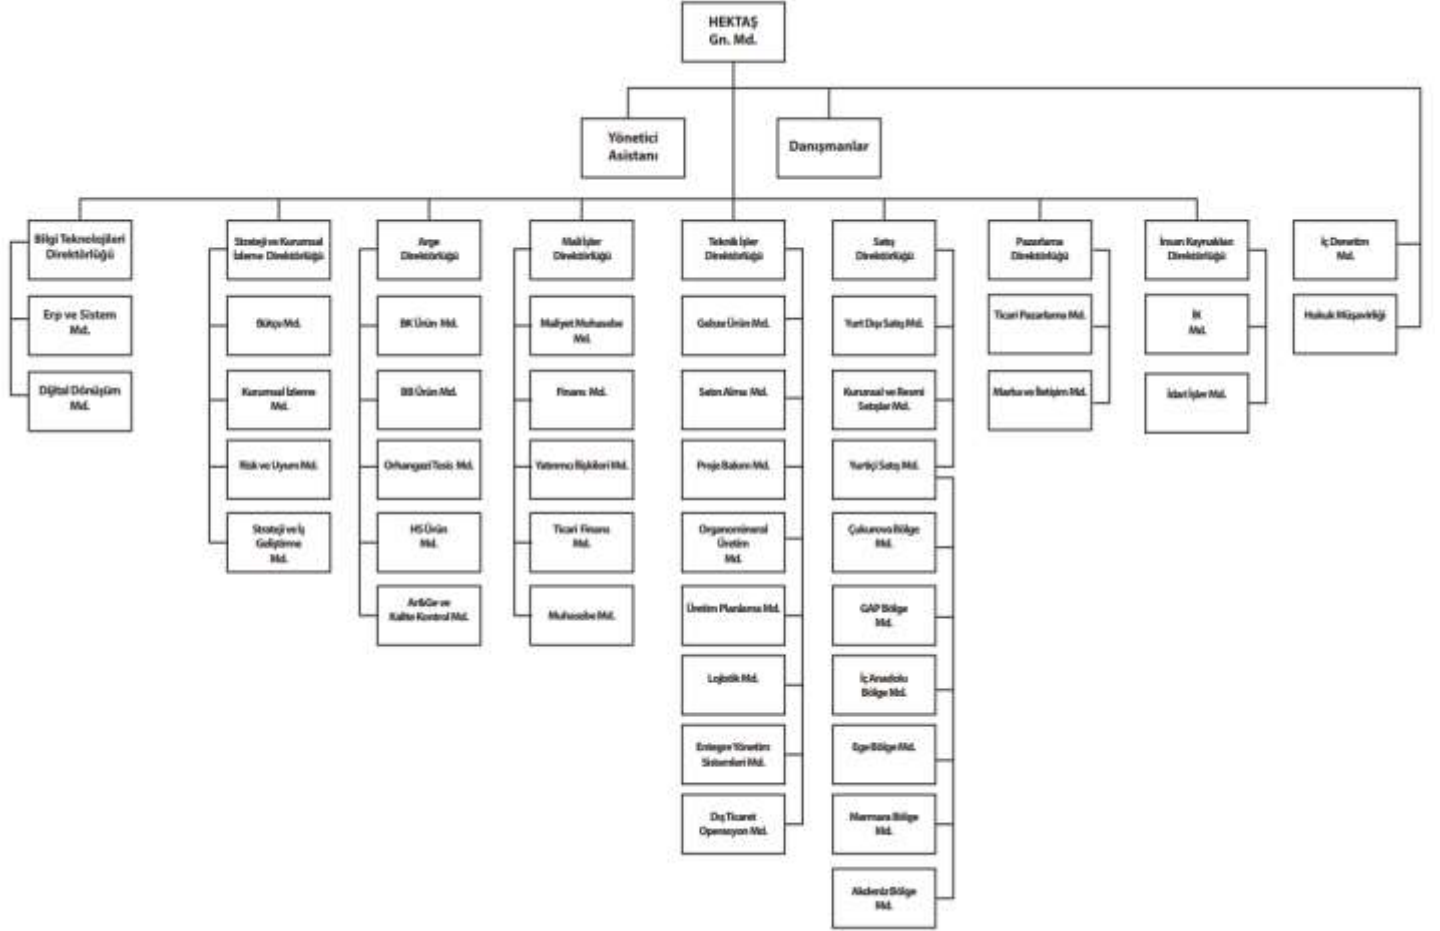 HEKTAŞ
Gn. Md.
Yönetici
Asistanı
Danışmanlar
Bilgi Teknolojileri
Direktörlüğü
Strateji ve Kurumsal
İzleme Direktörlüğü
Arge
Direktörlüğü
Mali İşler
Direktörlüğü
Teknik İşler
Direktörlüğü
Satış
Direktörlüğü
Pazarlama
Direktörlüğü
İnsan Kaynakları
Direktörlüğü
İç Denetim
Md.
Erp ve Sistem
Md.
Bütçe Md.
BK Ürün Md.
Maliyet Muhasebe
Md.
Gebze Ürün Md.
Yurt Dışı Satış Md.
Ticari Pazarlama Md.
İK
Md.
Hukuk Müşavirliği
Dijital Dönüşüm
Md.
Kurumsal İzleme
Md.
BB Ürün Md.
Finans Md.
Satın Alma Md.
Kurumsal ve Resmi
Satışlar Md.
Marka ve İletişim Md.
İdari İşler Md.
Risk ve Uyum Md.
Orhangazi Tesis Md.
Yatırımcı İlişkileri Md.
Proje Bakım Md.
Yurtiçi Satış Md.
Strateji ve İş
Geliştirme
Md.
HS Ürün
Md.
Ticari Finans
Md.
Organomineral
Üretim
Md.
Çukurova Bölge
Md.
Ar&Ge ve
Kalite Kontrol Md.
Muhasebe Md.
Üretim Planlama Md.
GAP Bölge
Md.
Lojistik Md.
İç Anadolu
Bölge Md.
Entegre Yönetim
Sistemleri Md.
Ege Bölge Md.
Dış Ticaret
Operasyon Md.
Marmara Bölge
Md.
Akdeniz Bölge
Md.